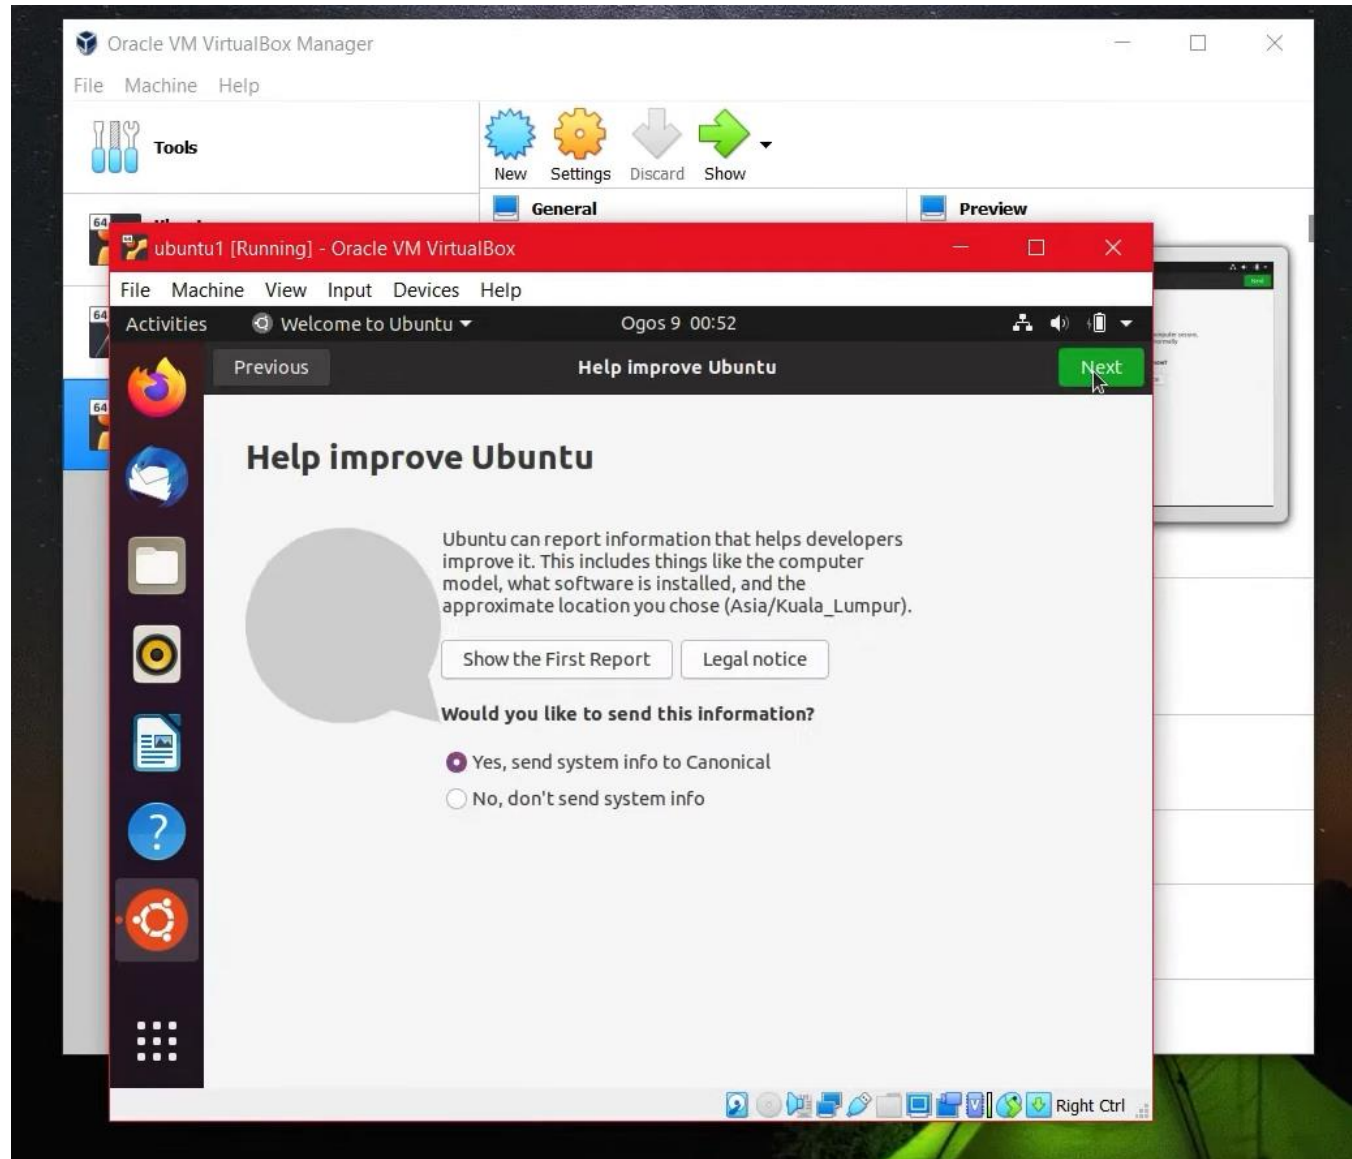 Oracle VM VirtualBox Manager
File Machine Help
Tools
New Settings Discard Show
General
Preview
64
ubuntu1 [Running] - Oracle VM VirtualBox
File Machine View Input Devices Help
Activities Welcome to Ubuntu Ogos 9 00:52
Previous Help improve Ubuntu Next
64
64
Help improve Ubuntu
Ubuntu can report information that helps developers
improve it. This includes things like the computer
model, what software is installed, and the
approximate location you chose (Asia/Kuala_Lumpur).
Show the First Report Legal notice
Would you like to send this information?
Yes, send system info to Canonical
No, don't send system info
Right Ctrl